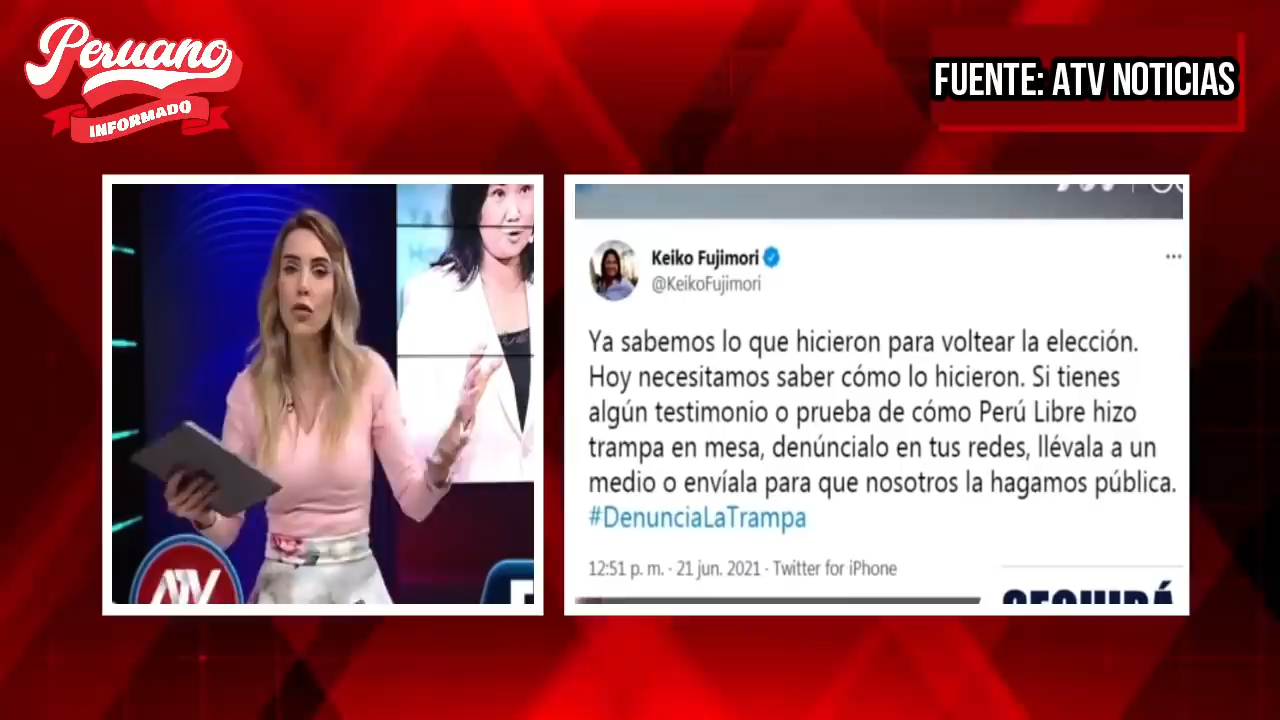 Peruano
INFORMADO
FUENTE: ATV NOTICIAS
ATV
Keiko Fujimori
@KeikoFujimori
Ya sabemos lo que hicieron para voltear la elección.
Hoy necesitamos saber cómo lo hicieron. Si tienes
algún testimonio o prueba de cómo Perú Libre hizo
trampa en mesa, denúncialo en tus redes, llévala a un
medio o envíala para que nosotros la hagamos pública.
#DenunciaLaTrampa
12:51 p. m. · 21 jun. 2021 · Twitter for iPhone
SEGUIRÁ